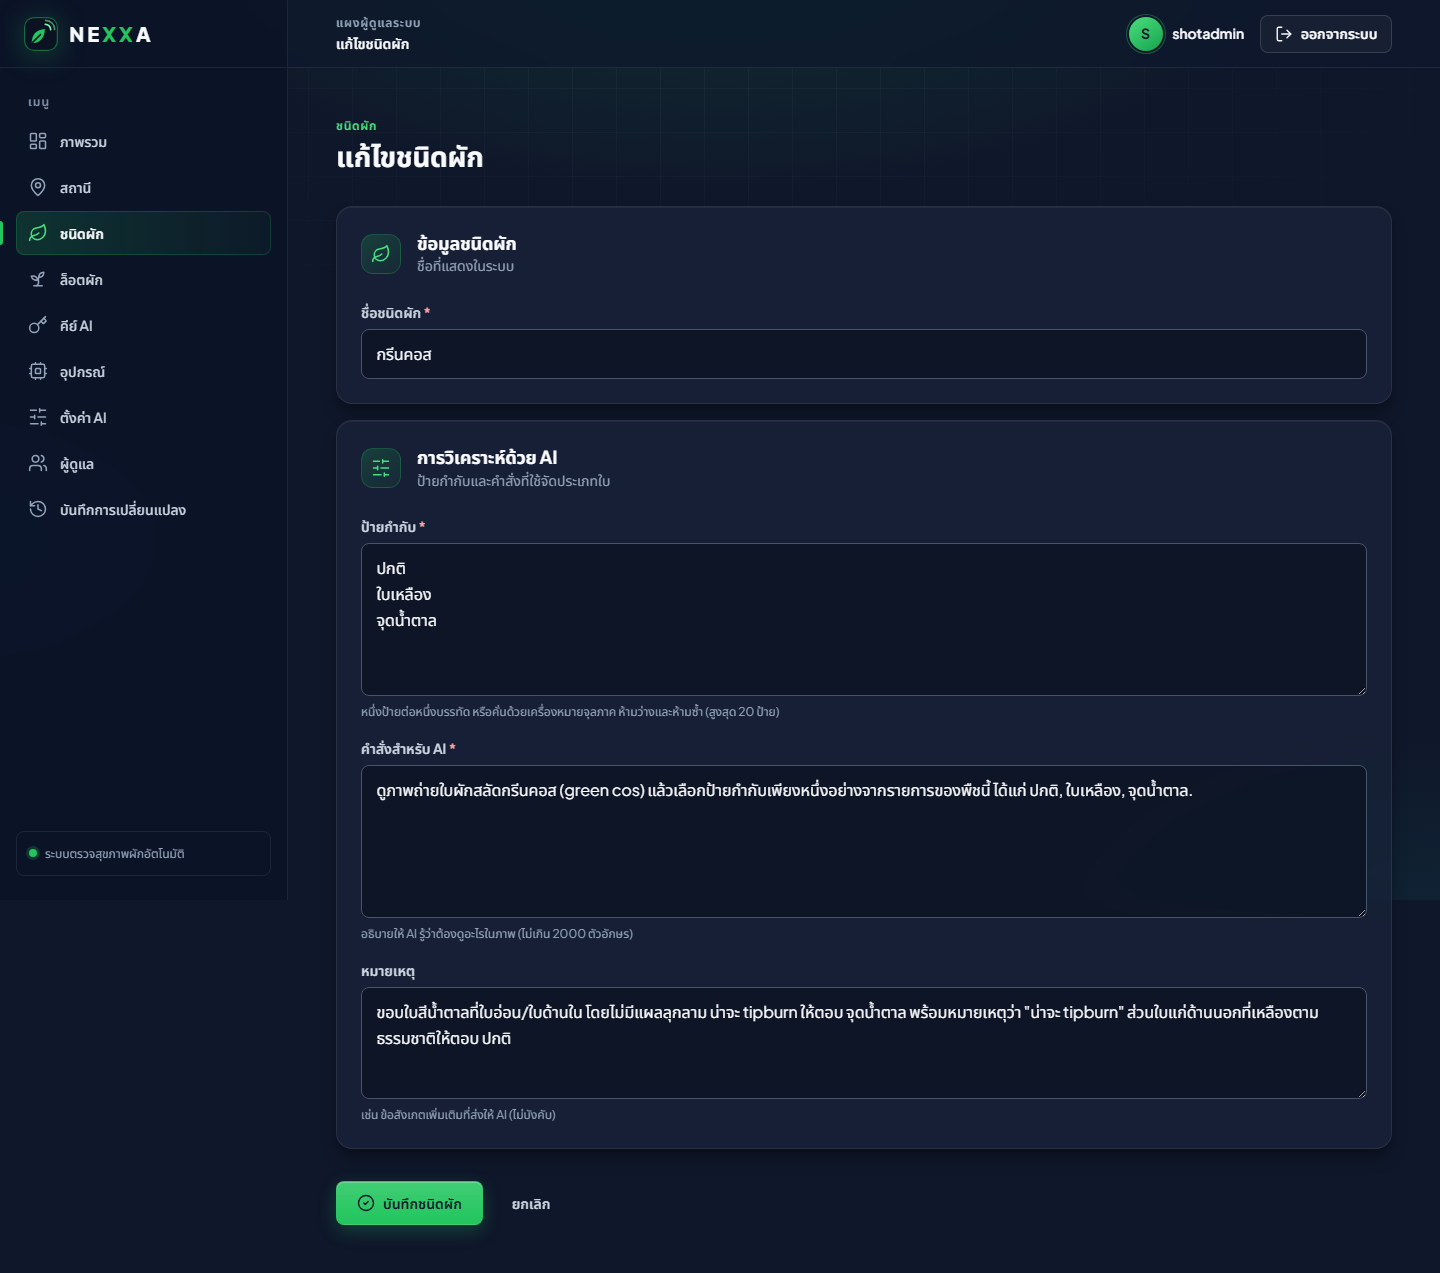 NEXXA
แผงผู้ดูแลระบบ
แก้ไขชนิดผัก
S
shotadmin
ออกจากระบบ
เมนู
ภาพรวม
สถานี
ชนิดผัก
ล็อตผัก
คีย์ AI
อุปกรณ์
ตั้งค่า AI
ผู้ดูแล
บันทึกการเปลี่ยนแปลง
ระบบตรวจสุขภาพผักอัตโนมัติ
ชนิดผัก
แก้ไขชนิดผัก
ข้อมูลชนิดผัก
ชื่อที่แสดงในระบบ
ชื่อชนิดผัก *
กรีนคอส
การวิเคราะห์ด้วย AI
ป้ายกำกับและคำสั่งที่ใช้จัดประเภทใบ
ป้ายกำกับ *
ปกติ
ใบเหลือง
จุดน้ำตาล
หนึ่งป้ายต่อหนึ่งบรรทัด หรือคั่นด้วยเครื่องหมายจุลภาค ห้ามว่างและห้ามซ้ำ (สูงสุด 20 ป้าย)
คำสั่งสำหรับ AI *
ดูภาพถ่ายใบผักสลัดกรีนคอส (green cos) แล้วเลือกป้ายกำกับเพียงหนึ่งอย่างจากรายการของพืชนี้ ได้แก่ ปกติ, ใบเหลือง, จุดน้ำตาล.
อธิบายให้ AI รู้ว่าต้องดูอะไรในภาพ (ไม่เกิน 2000 ตัวอักษร)
หมายเหตุ
ขอบใบสีน้ำตาลที่ใบอ่อน/ใบด้านใน โดยไม่มีแผลลุกลาม น่าจะ tipburn ให้ตอบ จุดน้ำตาล พร้อมหมายเหตุว่า "น่าจะ tipburn" ส่วนใบแก่ด้านนอกที่เหลืองตาม
ธรรมชาติให้ตอบ ปกติ
เช่น ข้อสังเกตเพิ่มเติมที่ส่งให้ AI (ไม่บังคับ)
บันทึกชนิดผัก
ยกเลิก